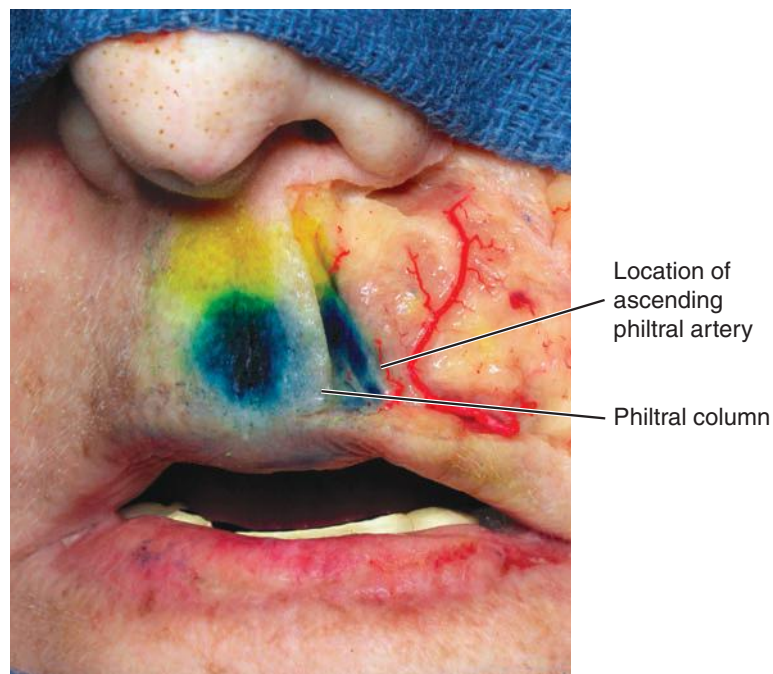 Location of
ascending
philtral artery
Philtral column